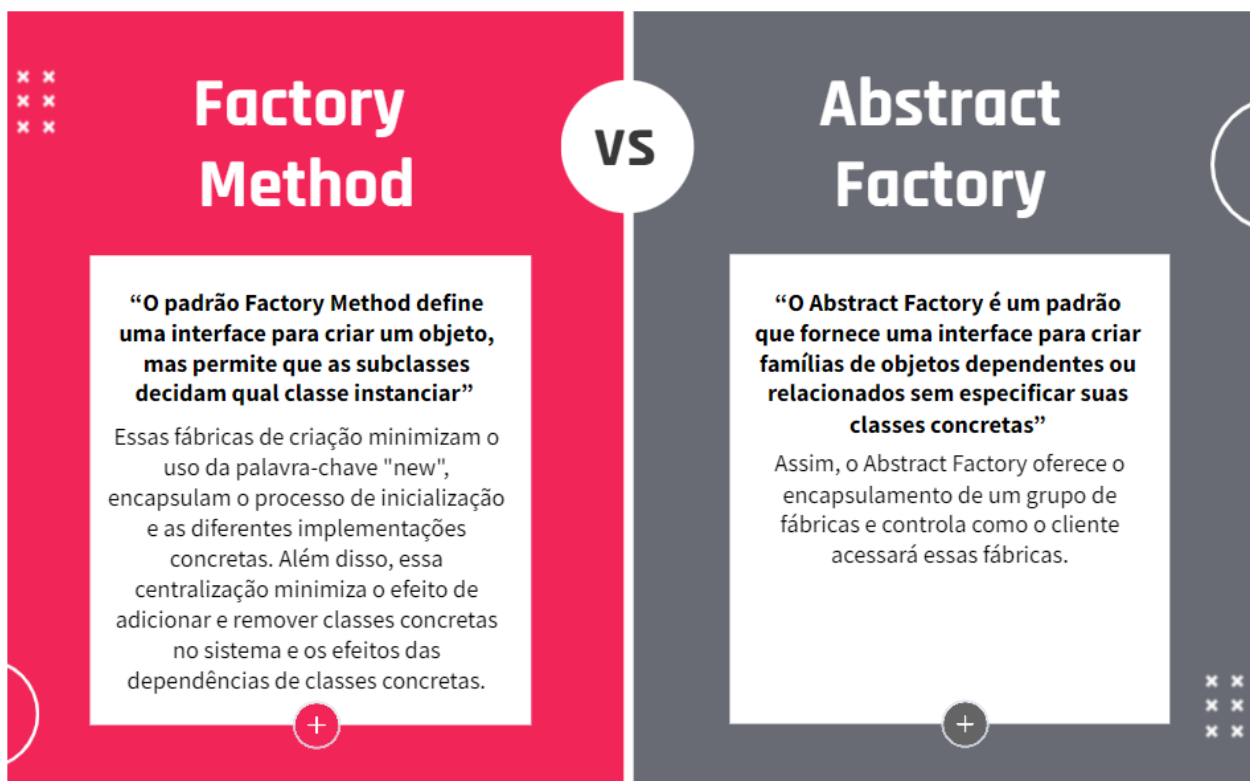 Factory
Method
VS
Abstract
Factory
“O padrão Factory Method define
uma interface para criar um objeto,
mas permite que as subclasses
decidam qual classe instanciar”
Essas fábricas de criação minimizam o
uso da palavra-chave "new",
encapsulam o processo de inicialização
e as diferentes implementações
concretas. Além disso, essa
centralização minimiza o efeito de
adicionar e remover classes concretas
no sistema e os efeitos das
dependências de classes concretas.
“O Abstract Factory é um padrão
que fornece uma interface para criar
famílias de objetos dependentes ou
relacionados sem especificar suas
classes concretas”
Assim, o Abstract Factory oferece o
encapsulamento de um grupo de
fábricas e controla como o cliente
acessará essas fábricas.